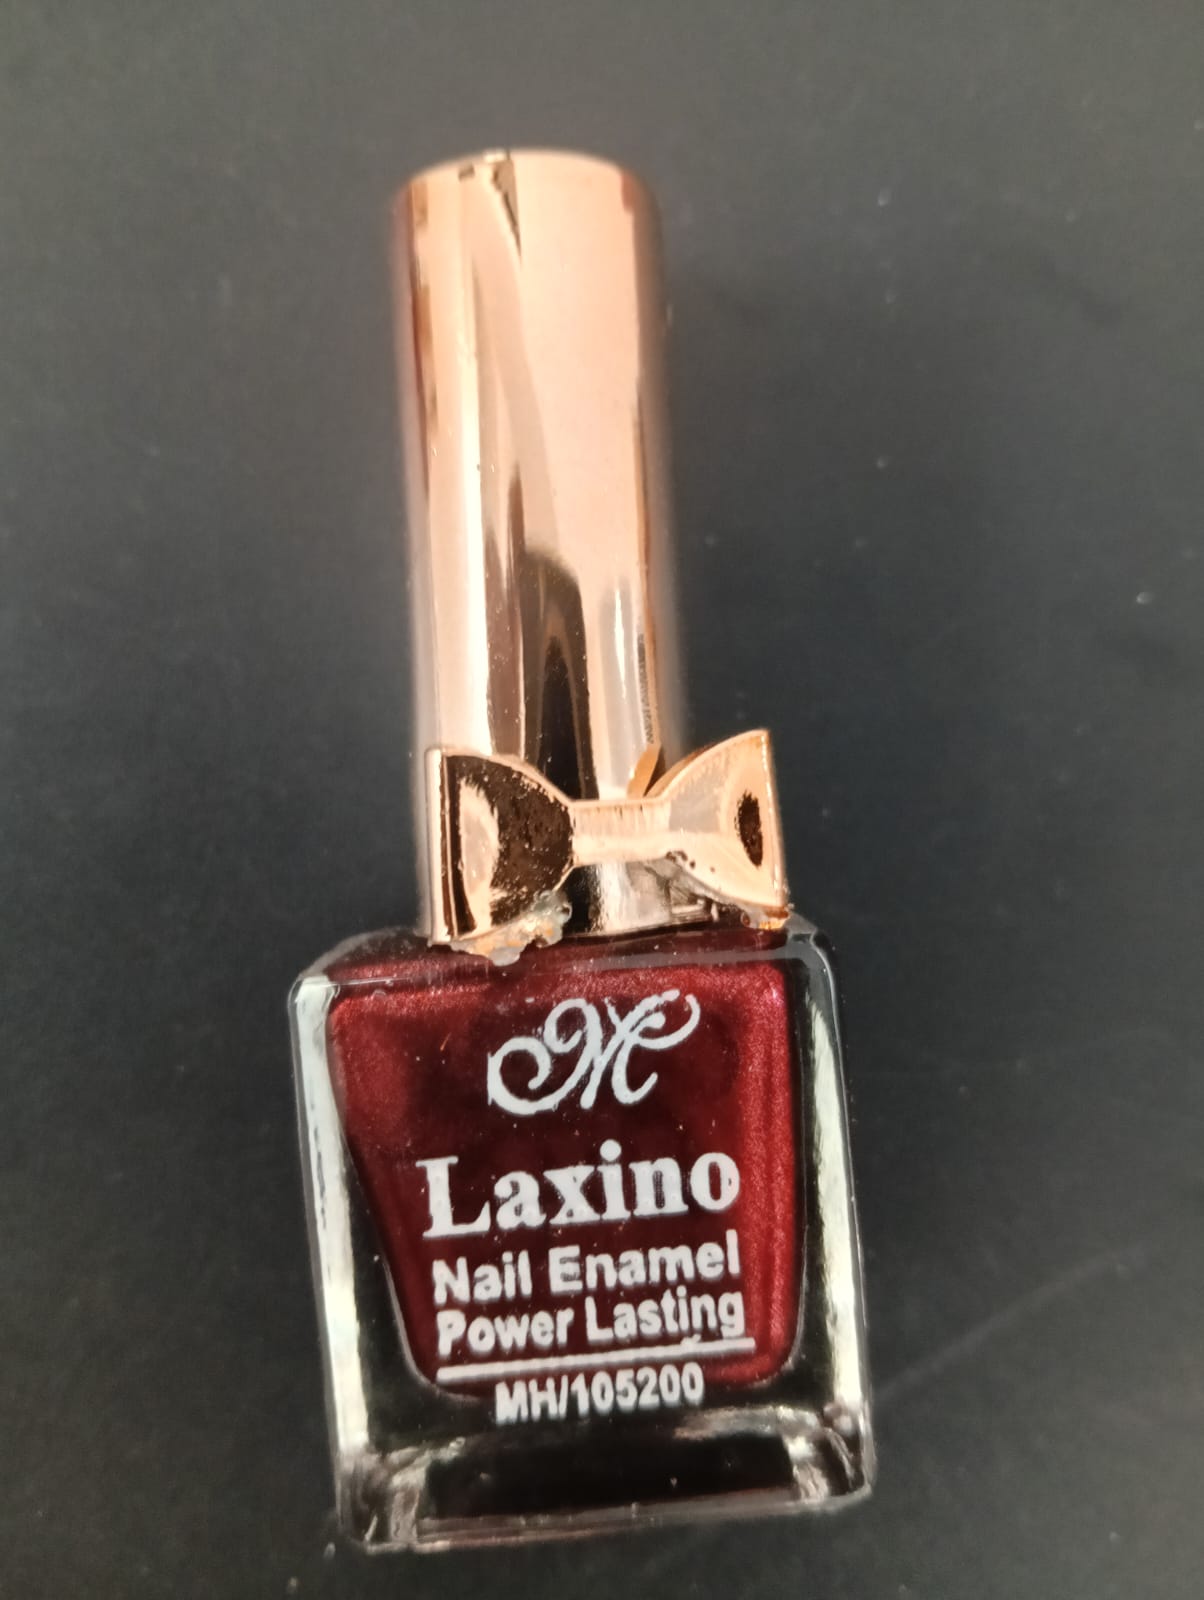 M
Laxino
Nail Enamel
Power Lasting
MH/105200